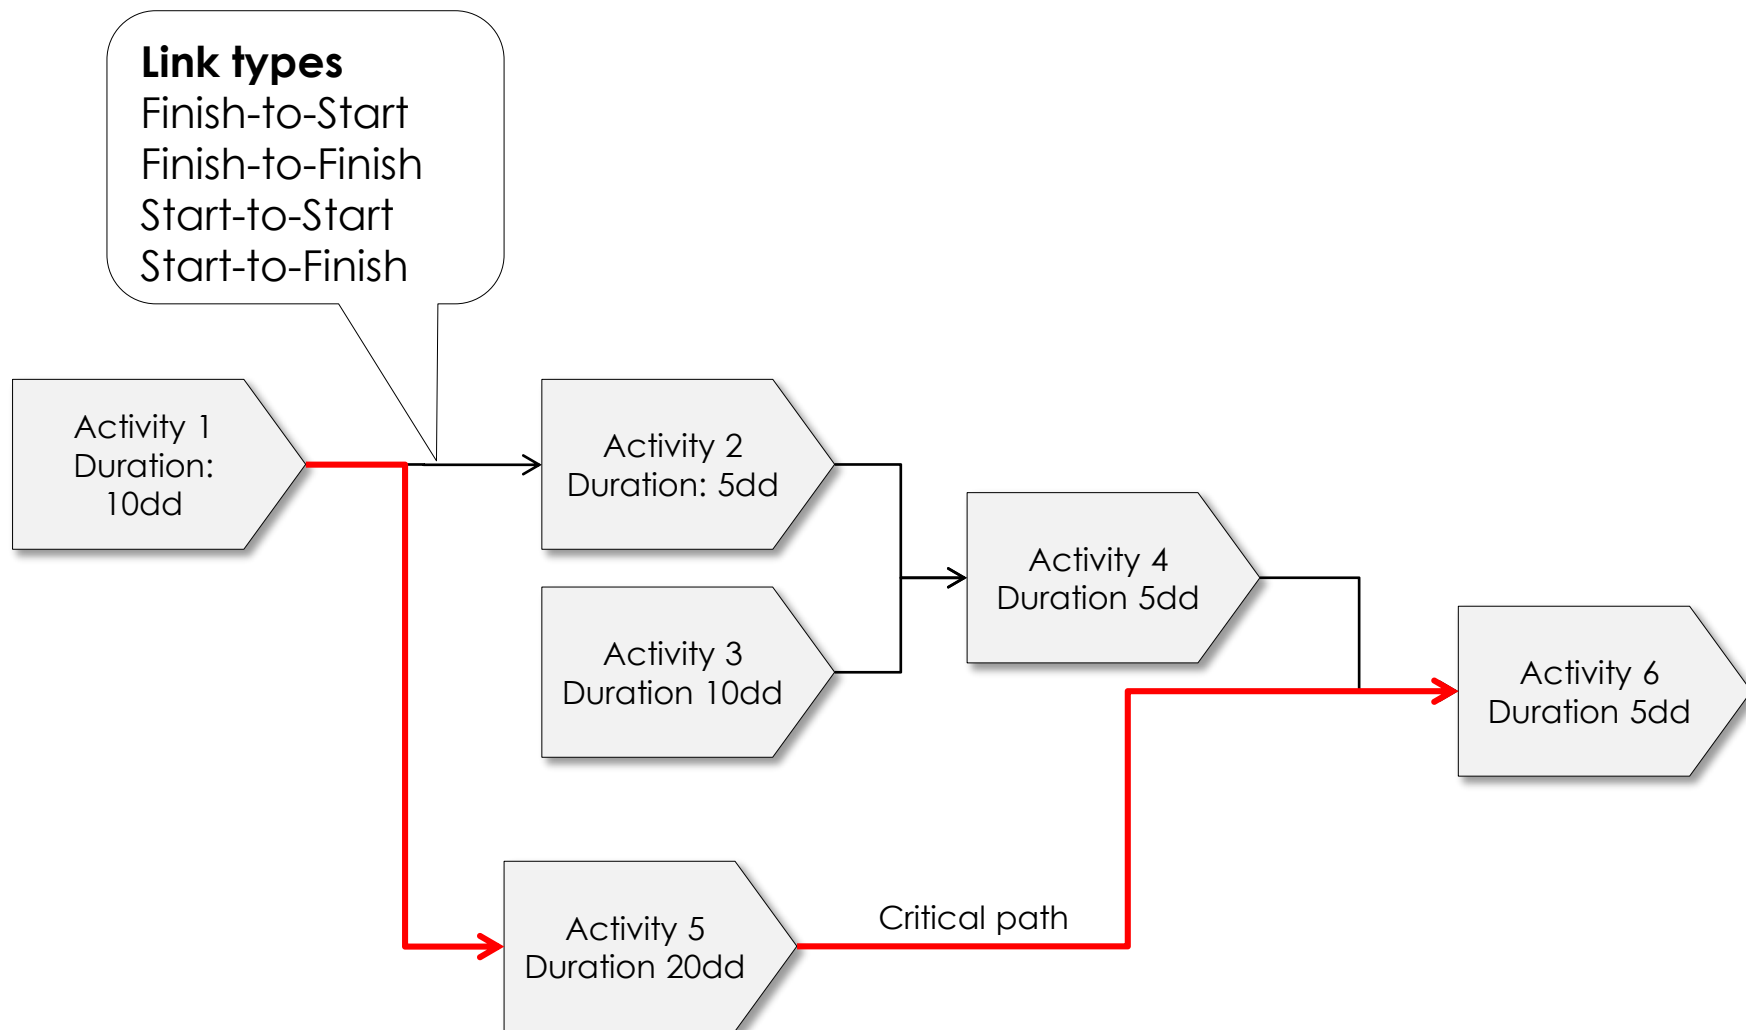 Link types
Finish-to-Start
Finish-to-Finish
Start-to-Start
Start-to-Finish
Activity 1
Duration:
10dd
Activity 2
Duration: 5dd
Activity 3
Duration 10dd
Activity 4
Duration 5dd
Activity 6
Duration 5dd
Activity 5
Duration 20dd
Critical path